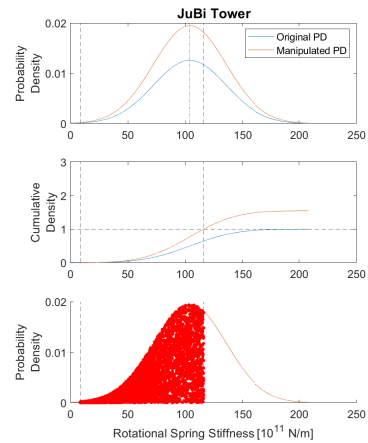 JuBi Tower
Probability
Density
0.02
0.01
0
0
50
100
150
200
250
Original PD
Manipulated PD
Cumulative
Density
3
2
1
0
0
50
100
150
200
250
Probability
Density
0.02
0.01
0
0
50
100
150
200
250
Rotational Spring Stiffness [10^11 N/m]